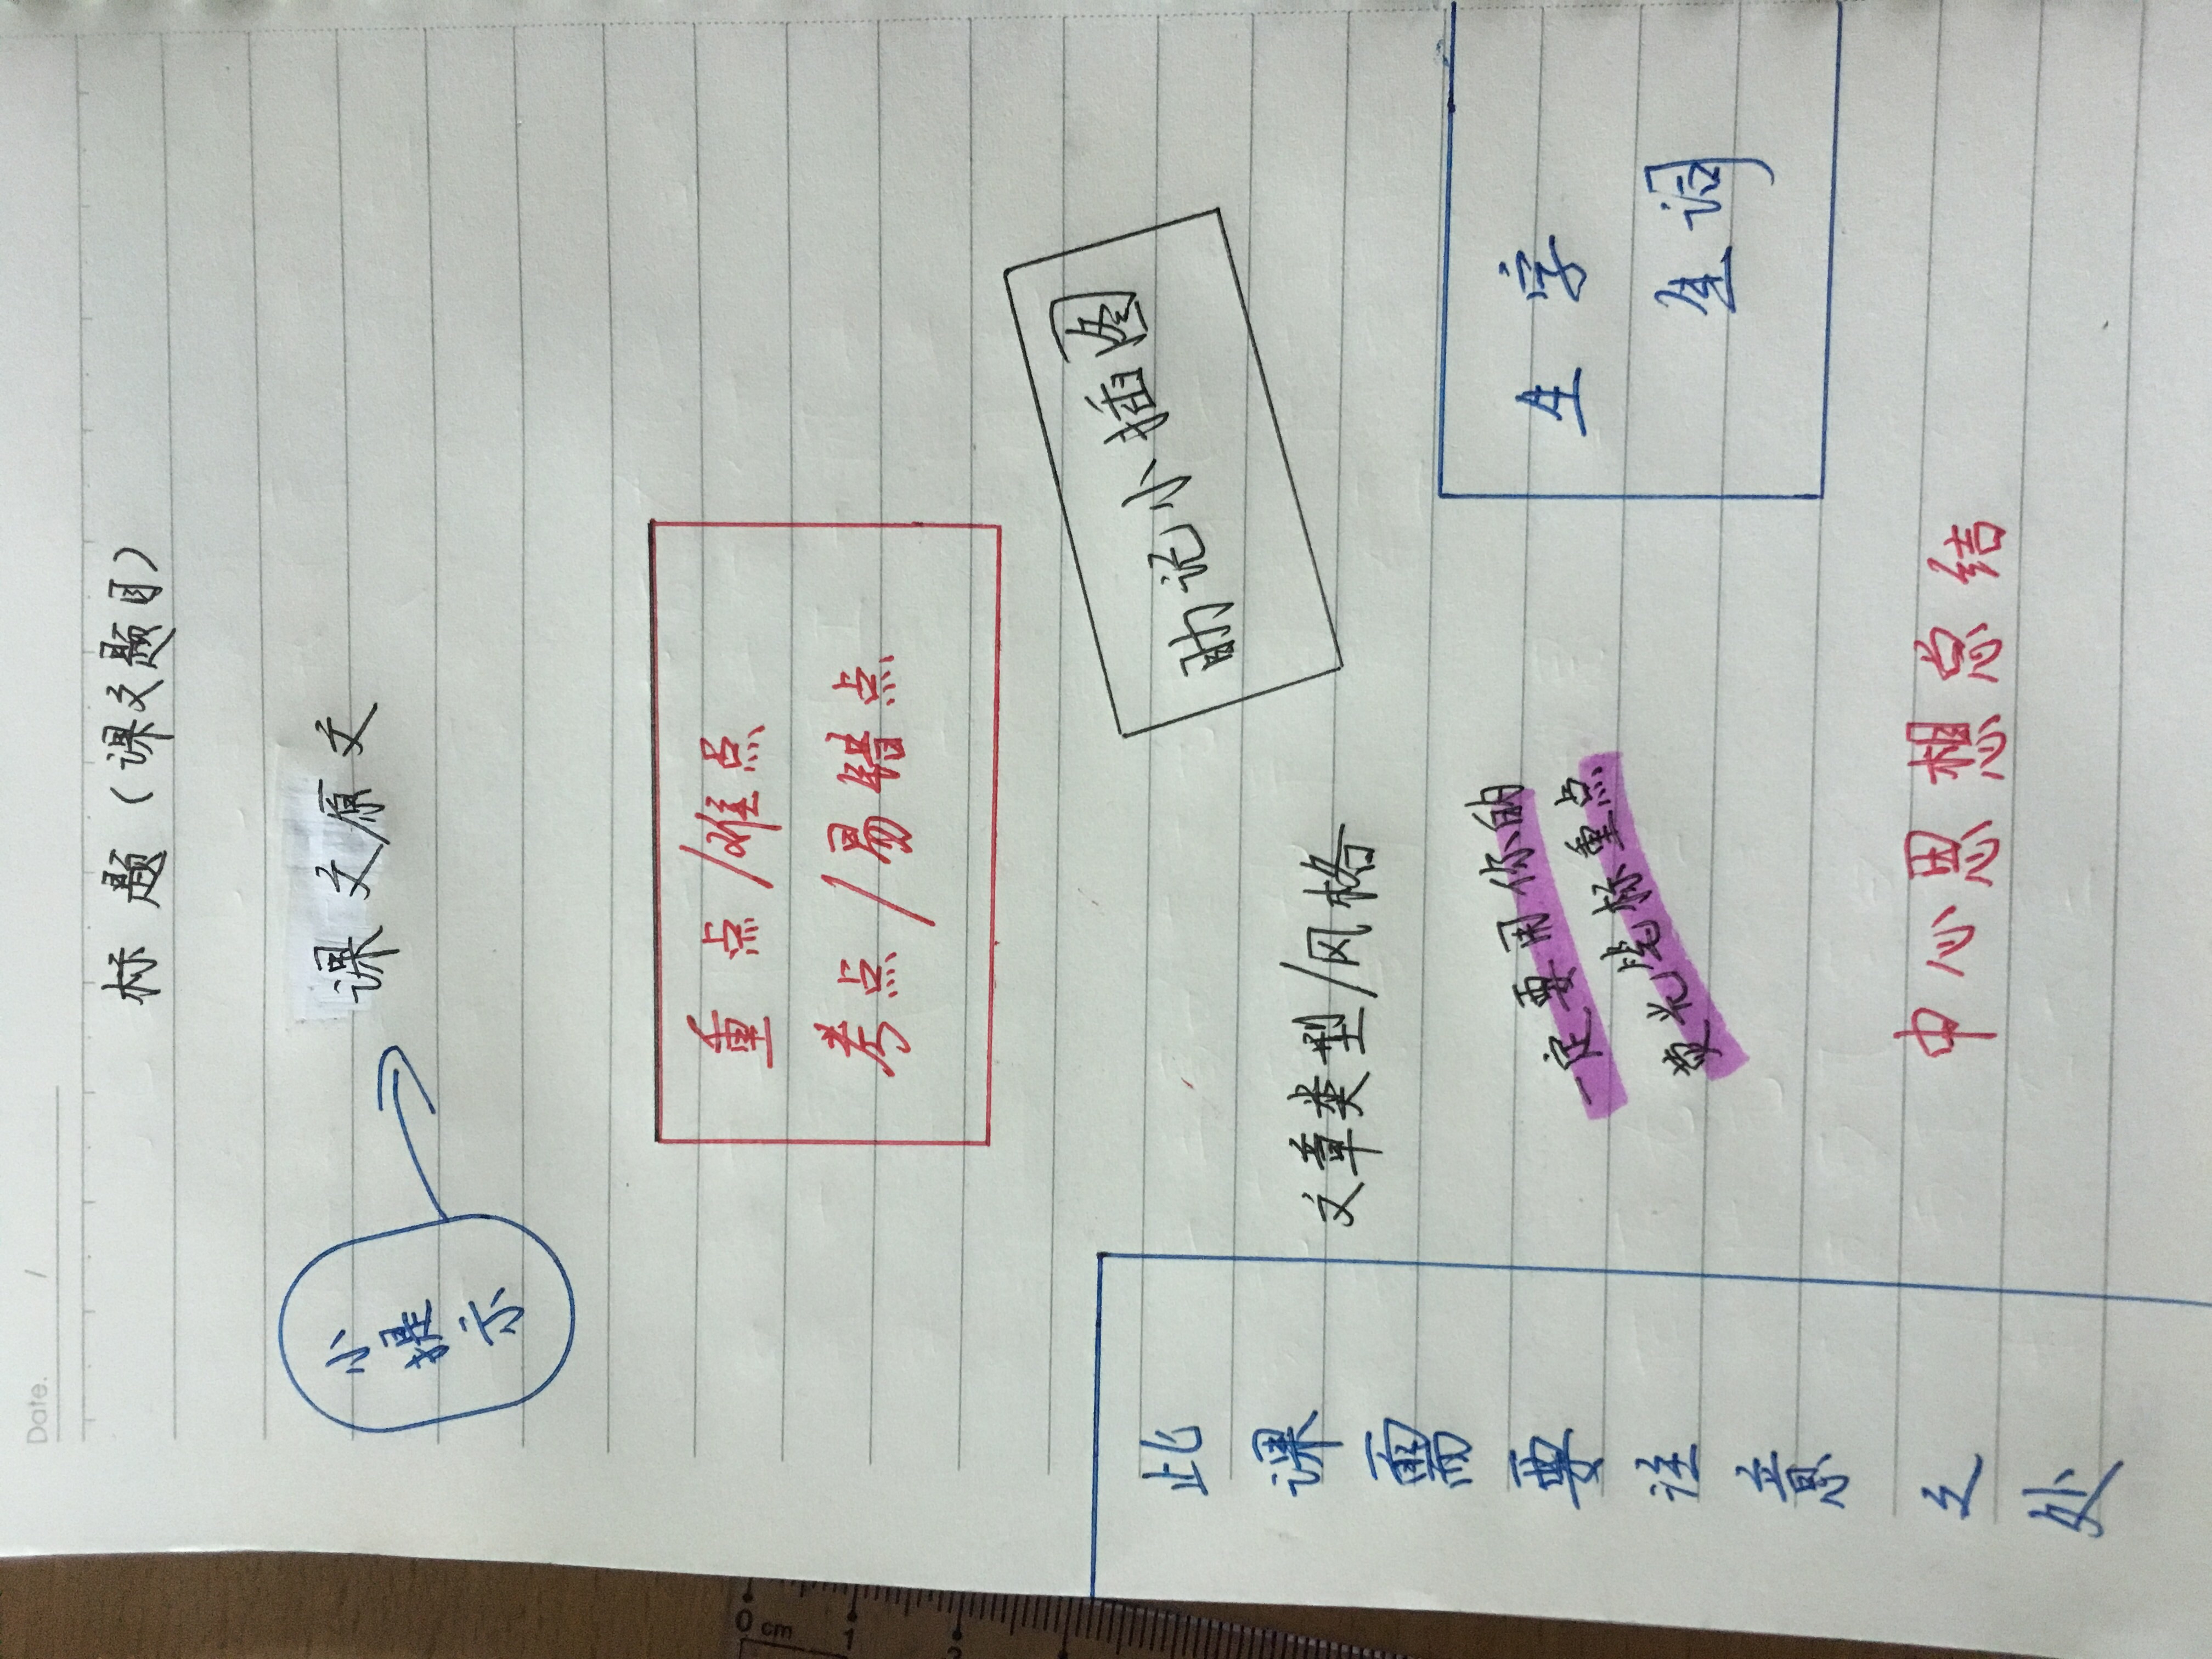 Date. /
标题(课文题目)
小提示
课文原文
重点/难点
考点/易错点
0 cm
1
2
助记小插图
此课需要注意之处
文章类型/风格
一定要用你的
荧光笔标重点
生字
生词
中心思想总结